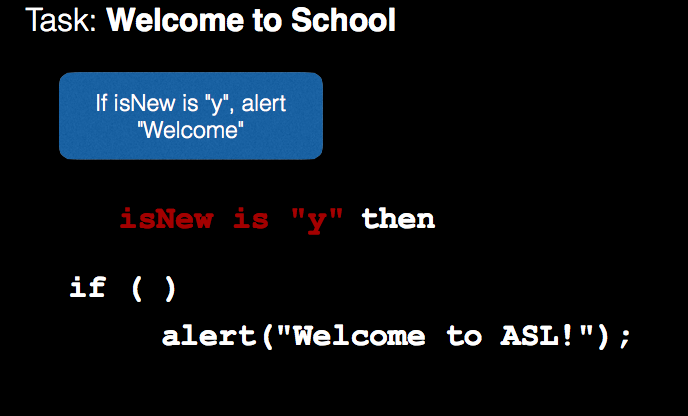 Task: Welcome to School
If isNew is "y", alert
"Welcome"
isNew is "y" then
if ( )
alert("Welcome to ASL!");